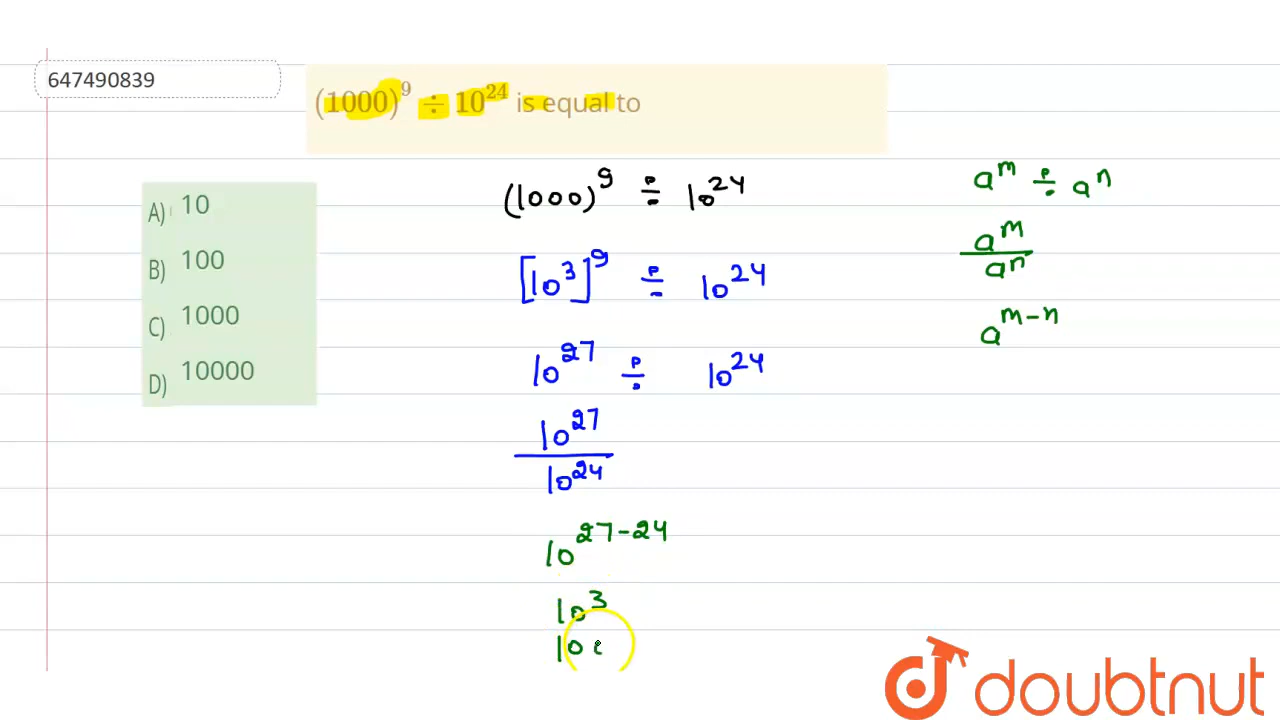 647490839
(1000)^9 ÷ 10^24 is equal to
A) 10
B) 100
C) 1000
D) 10000
(1000)^9 ÷ 10^24
[10^3]^9 ÷ 10^24
10^27 ÷ 10^24
10^27
10^24
10^27-24
10^3
10
a^m ÷ a^n
a^m
a^n
a^m-n
doubtnut